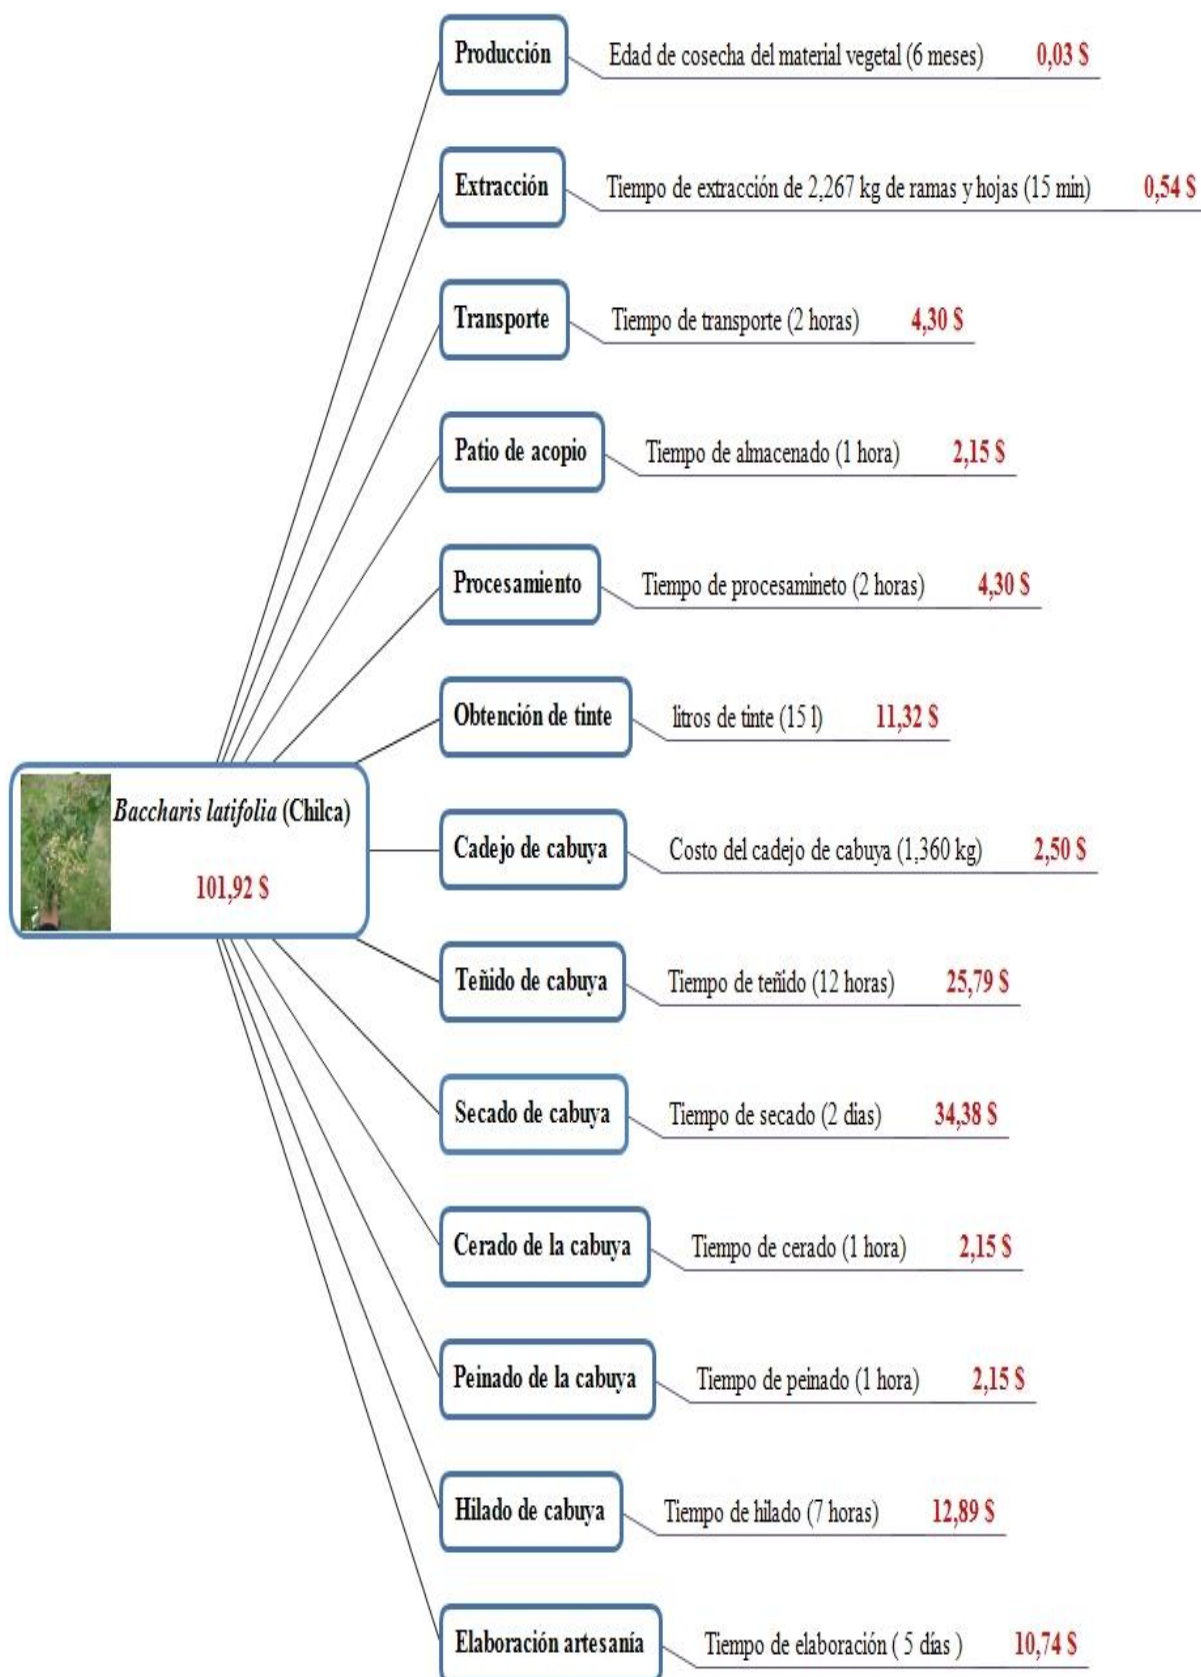 Producción Edad de cosecha del material vegetal (6 meses) 0,03 $
Extracción Tiempo de extracción de 2,267 kg de ramas y hojas (15 min) 0,54 $
Transporte Tiempo de transporte (2 horas) 4,30 $
Patio de acopio Tiempo de almacenado (1 hora) 2,15 $
Procesamiento Tiempo de procesamineto (2 horas) 4,30 $
Obtención de tinte litros de tinte (15 l) 11,32 $
Baccharis latifolia (Chilca)
101,92 $
Cadejo de cabuya Costo del cadejo de cabuya (1,360 kg) 2,50 $
Teñido de cabuya Tiempo de teñido (12 horas) 25,79 $
Secado de cabuya Tiempo de secado (2 dias) 34,38 $
Cerado de la cabuya Tiempo de cerado (1 hora) 2,15 $
Peinado de la cabuya Tiempo de peinado (1 hora) 2,15 $
Hilado de cabuya Tiempo de hilado (7 horas) 12,89 $
Elaboración artesanía Tiempo de elaboración ( 5 días ) 10,74 $